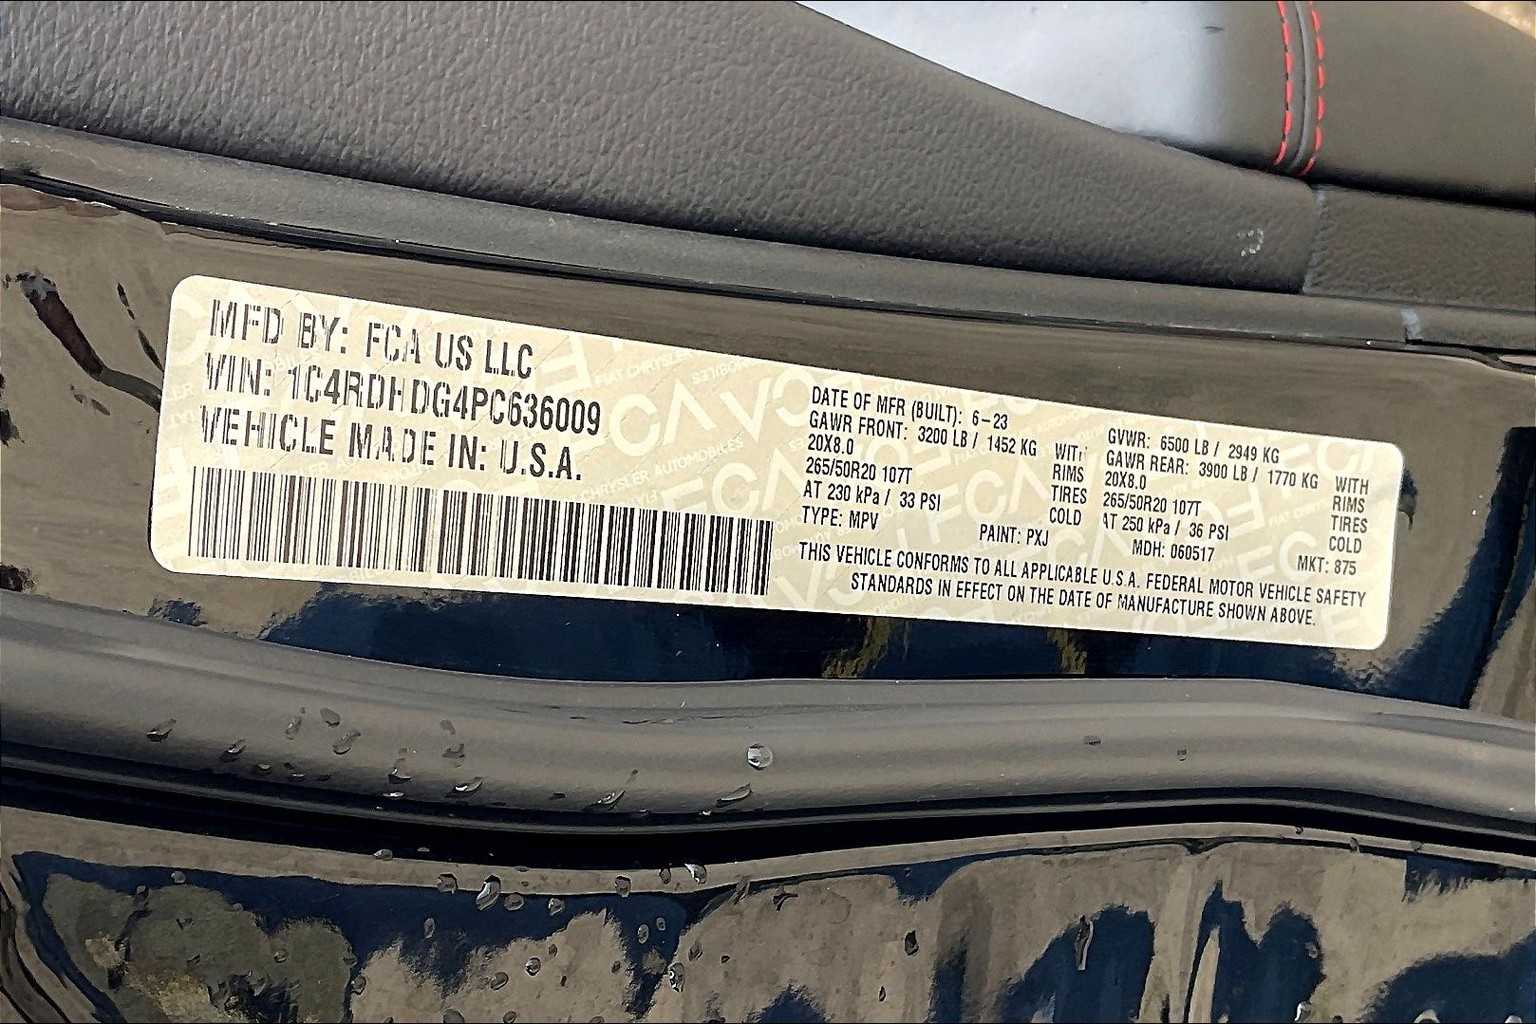 MFD BY: FCA US LLC
VIN: 1C4RDHDG4PC636009
VEHICLE MADE IN: U.S.A.
DATE OF MFR (BUILT): 6-23
GAWR FRONT: 3200 LB / 1452 KG WITH
20X8.0 RIMS
265/50R20 107T TIRES
AT 230 kPa / 33 PSI COLD
TYPE: MPV PAINT: PXJ
GVWR: 6500 LB / 2949 KG
GAWR REAR: 3900 LB / 1770 KG WITH
20X8.0 RIMS
265/50R20 107T TIRES
AT 250 kPa / 36 PSI COLD
MDH: 060517 MKT: 875
THIS VEHICLE CONFORMS TO ALL APPLICABLE U.S.A. FEDERAL MOTOR VEHICLE SAFETY
STANDARDS IN EFFECT ON THE DATE OF MANUFACTURE SHOWN ABOVE.